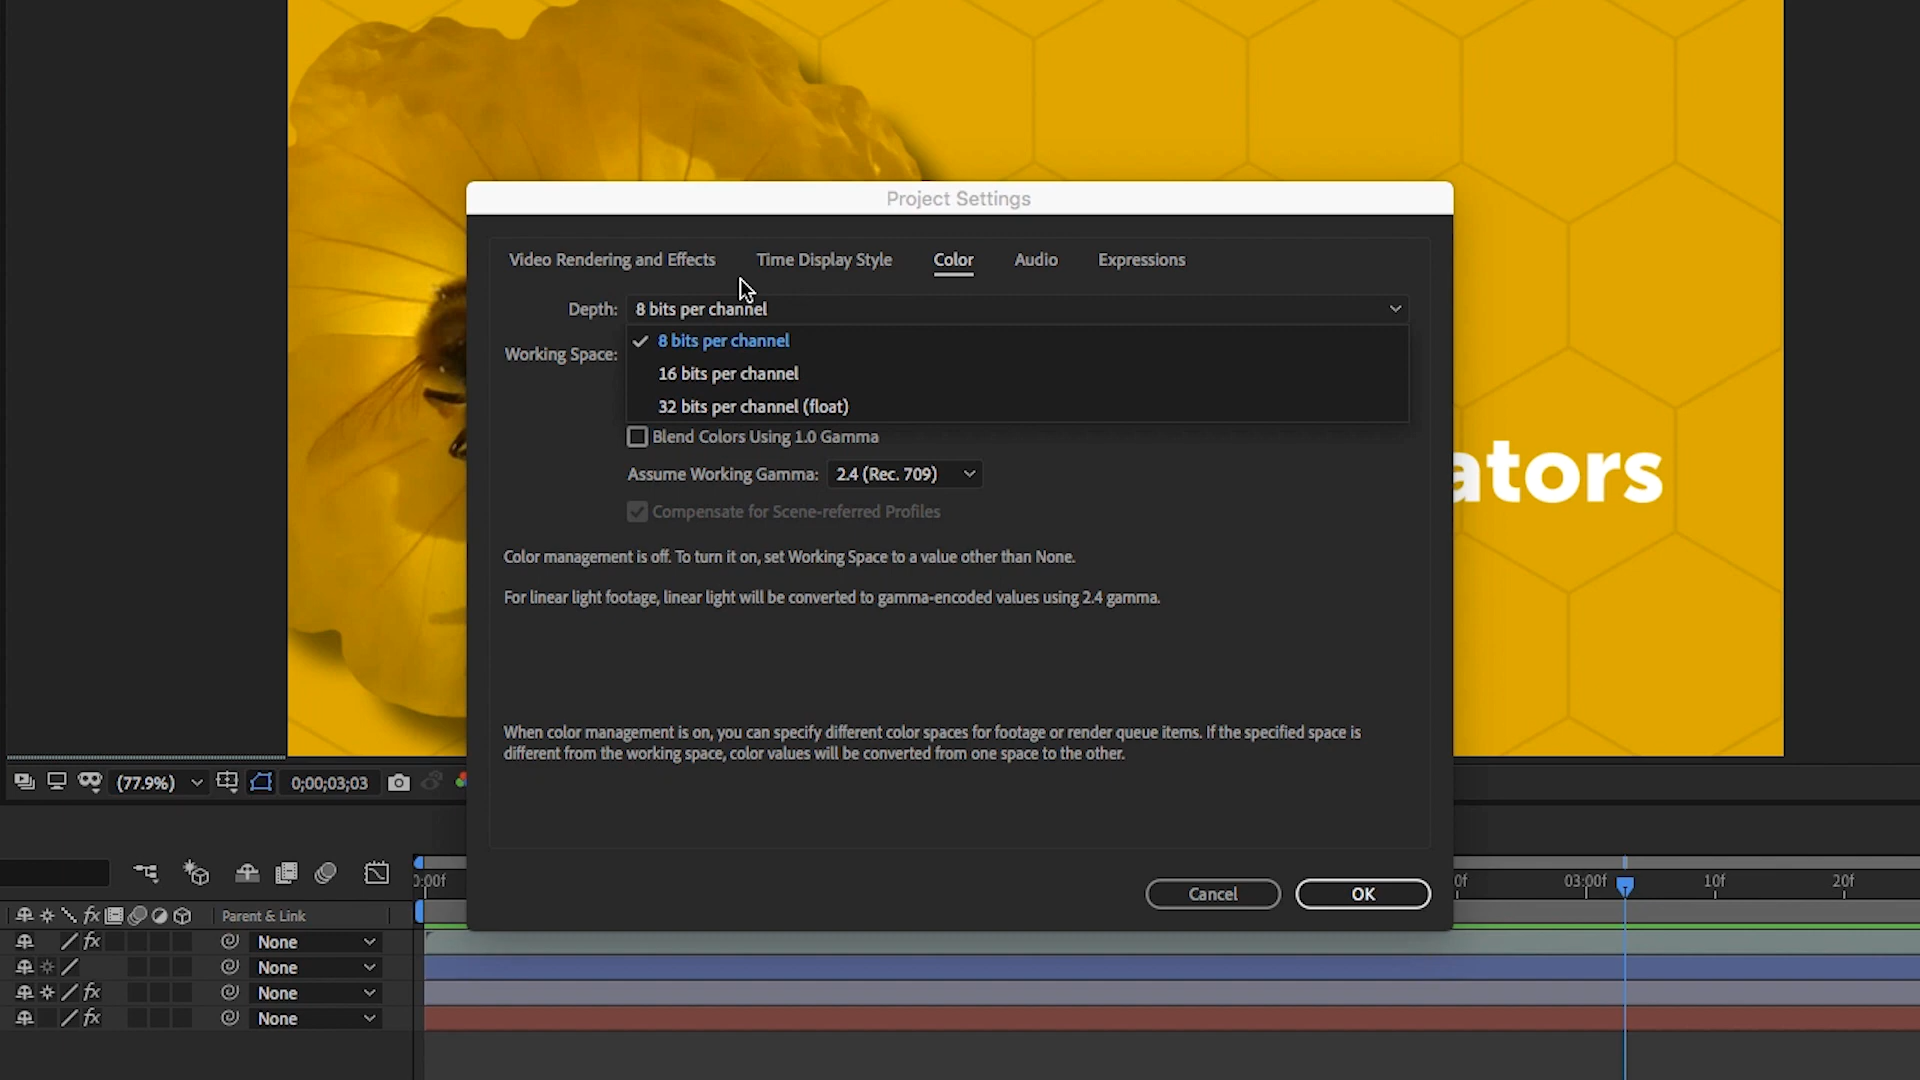 Project Settings
Video Rendering and Effects Time Display Style Color Audio Expressions
Depth: 8 bits per channel
8 bits per channel
Working Space:
16 bits per channel
32 bits per channel (float)
Blend Colors Using 1.0 Gamma
ators
Assume Working Gamma: 2.4 (Rec. 709)
Compensate for Scene-referred Profiles
Color management is off. To turn it on, set Working Space to a value other than None.
For linear light footage, linear light will be converted to gamma-encoded values using 2.4 gamma.
When color management is on, you can specify different color spaces for footage or render queue items. If the specified space is
different from the working space, color values will be converted from one space to the other.
(77.9%) 0;00;03;03
Cancel OK
0:00f 0f 03:00f 10f 20f
fx Parent & Link
fx None
None
fx None
fx None